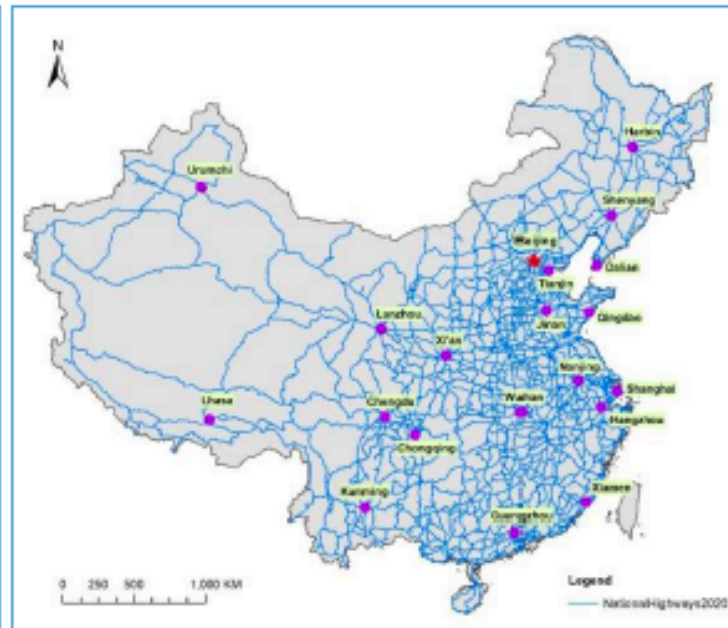 N
Harbin
Urumchi
Shenyang
Beijing
Dalian
Tianjin
Lanzhou
Jinan
Qingdao
Xi'an
Nanjing
Shanghai
Lhasa
Chengdu
Wuhan
Hangzhou
Chongqing
Kunming
Xiamen
Guangzhou
0 250 500 1,000 KM
Legend
NationalHighways2020